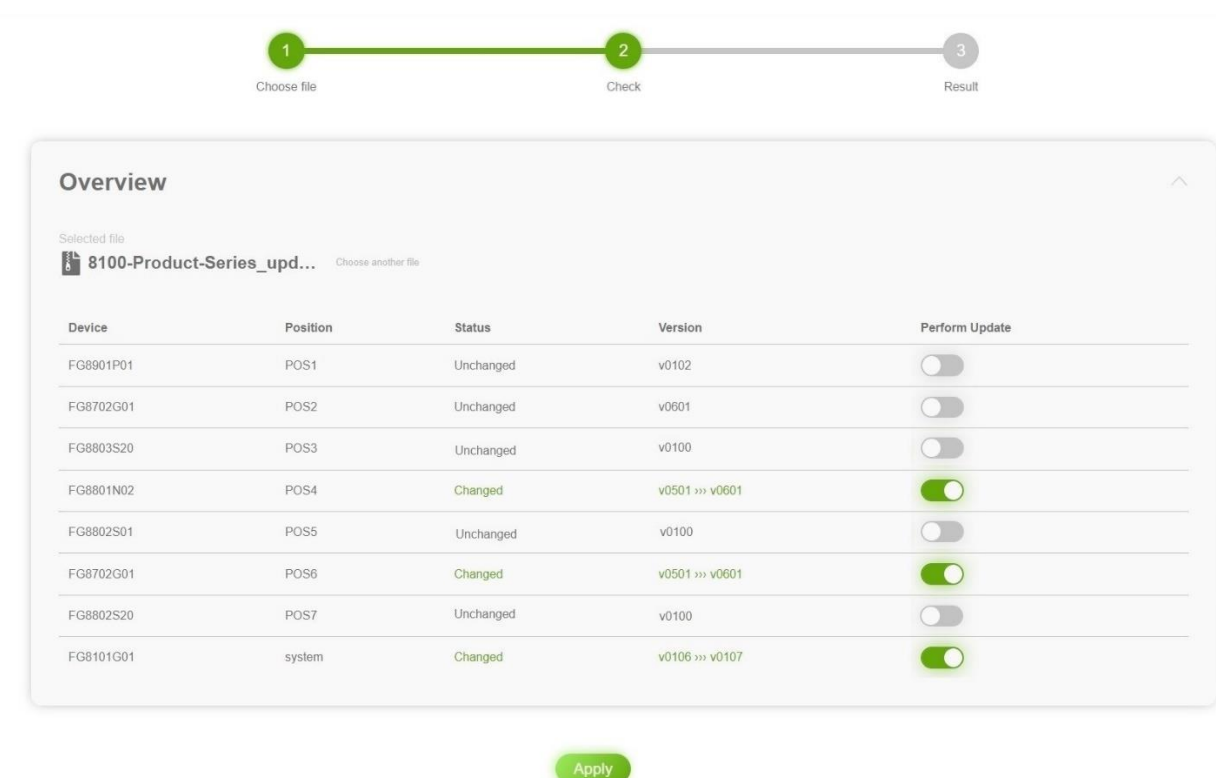 1 2 3
Choose file Check Result
Overview
Selected file
8100-Product-Series_upd... Choose another file
Device Position Status Version Perform Update
FG8901P01 POS1 Unchanged v0102
FG8702G01 POS2 Unchanged v0601
FG8803S20 POS3 Unchanged v0100
FG8801N02 POS4 Changed v0501 ››› v0601
FG8802S01 POS5 Unchanged v0100
FG8702G01 POS6 Changed v0501 ››› v0601
FG8802S20 POS7 Unchanged v0100
FG8101G01 system Changed v0106 ››› v0107
Apply